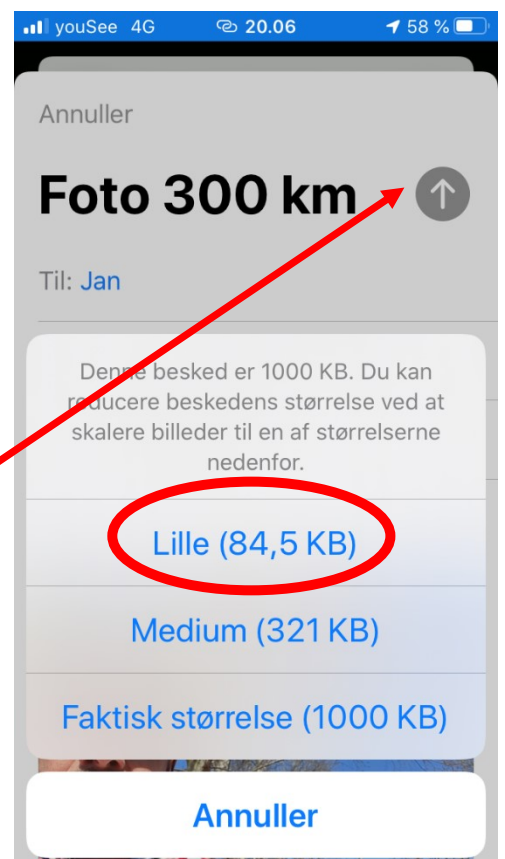 youSee 4G 20.06 58 %
Annuller
Foto 300 km
Til: Jan
Denne besked er 1000 KB. Du kan
reducere beskedens størrelse ved at
skalere billeder til en af størrelserne
nedenfor.
Lille (84,5 KB)
Medium (321 KB)
Faktisk størrelse (1000 KB)
Annuller